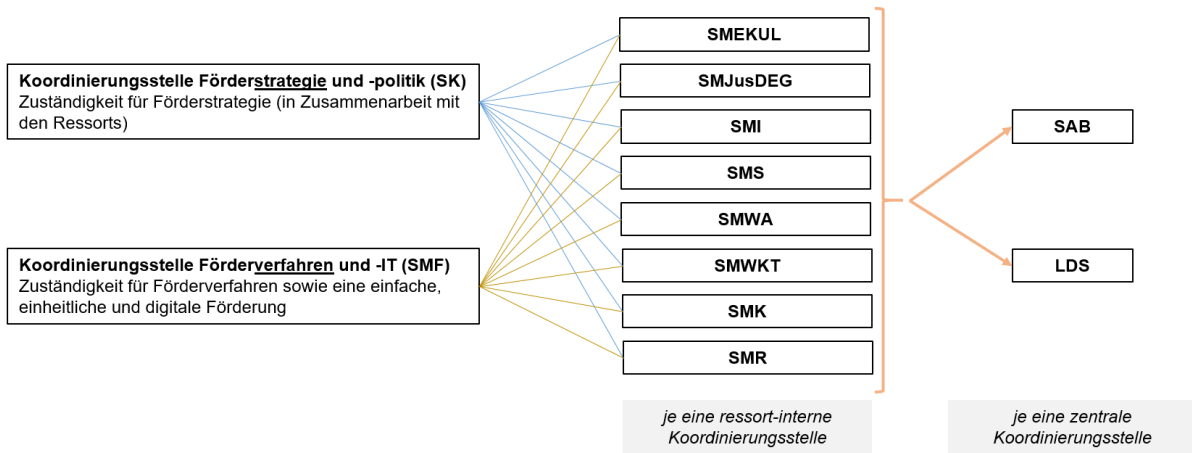 Koordinierungsstelle Förderstrategie und -politik (SK)
Zuständigkeit für Förderstrategie (in Zusammenarbeit mit
den Ressorts)
Koordinierungsstelle Förderverfahren und -IT (SMF)
Zuständigkeit für Förderverfahren sowie eine einfache,
einheitliche und digitale Förderung
SMEKUL
SMJusDEG
SMI
SMS
SMWA
SMWKT
SMK
SMR
je eine ressort-interne
Koordinierungsstelle
SAB
LDS
je eine zentrale
Koordinierungsstelle